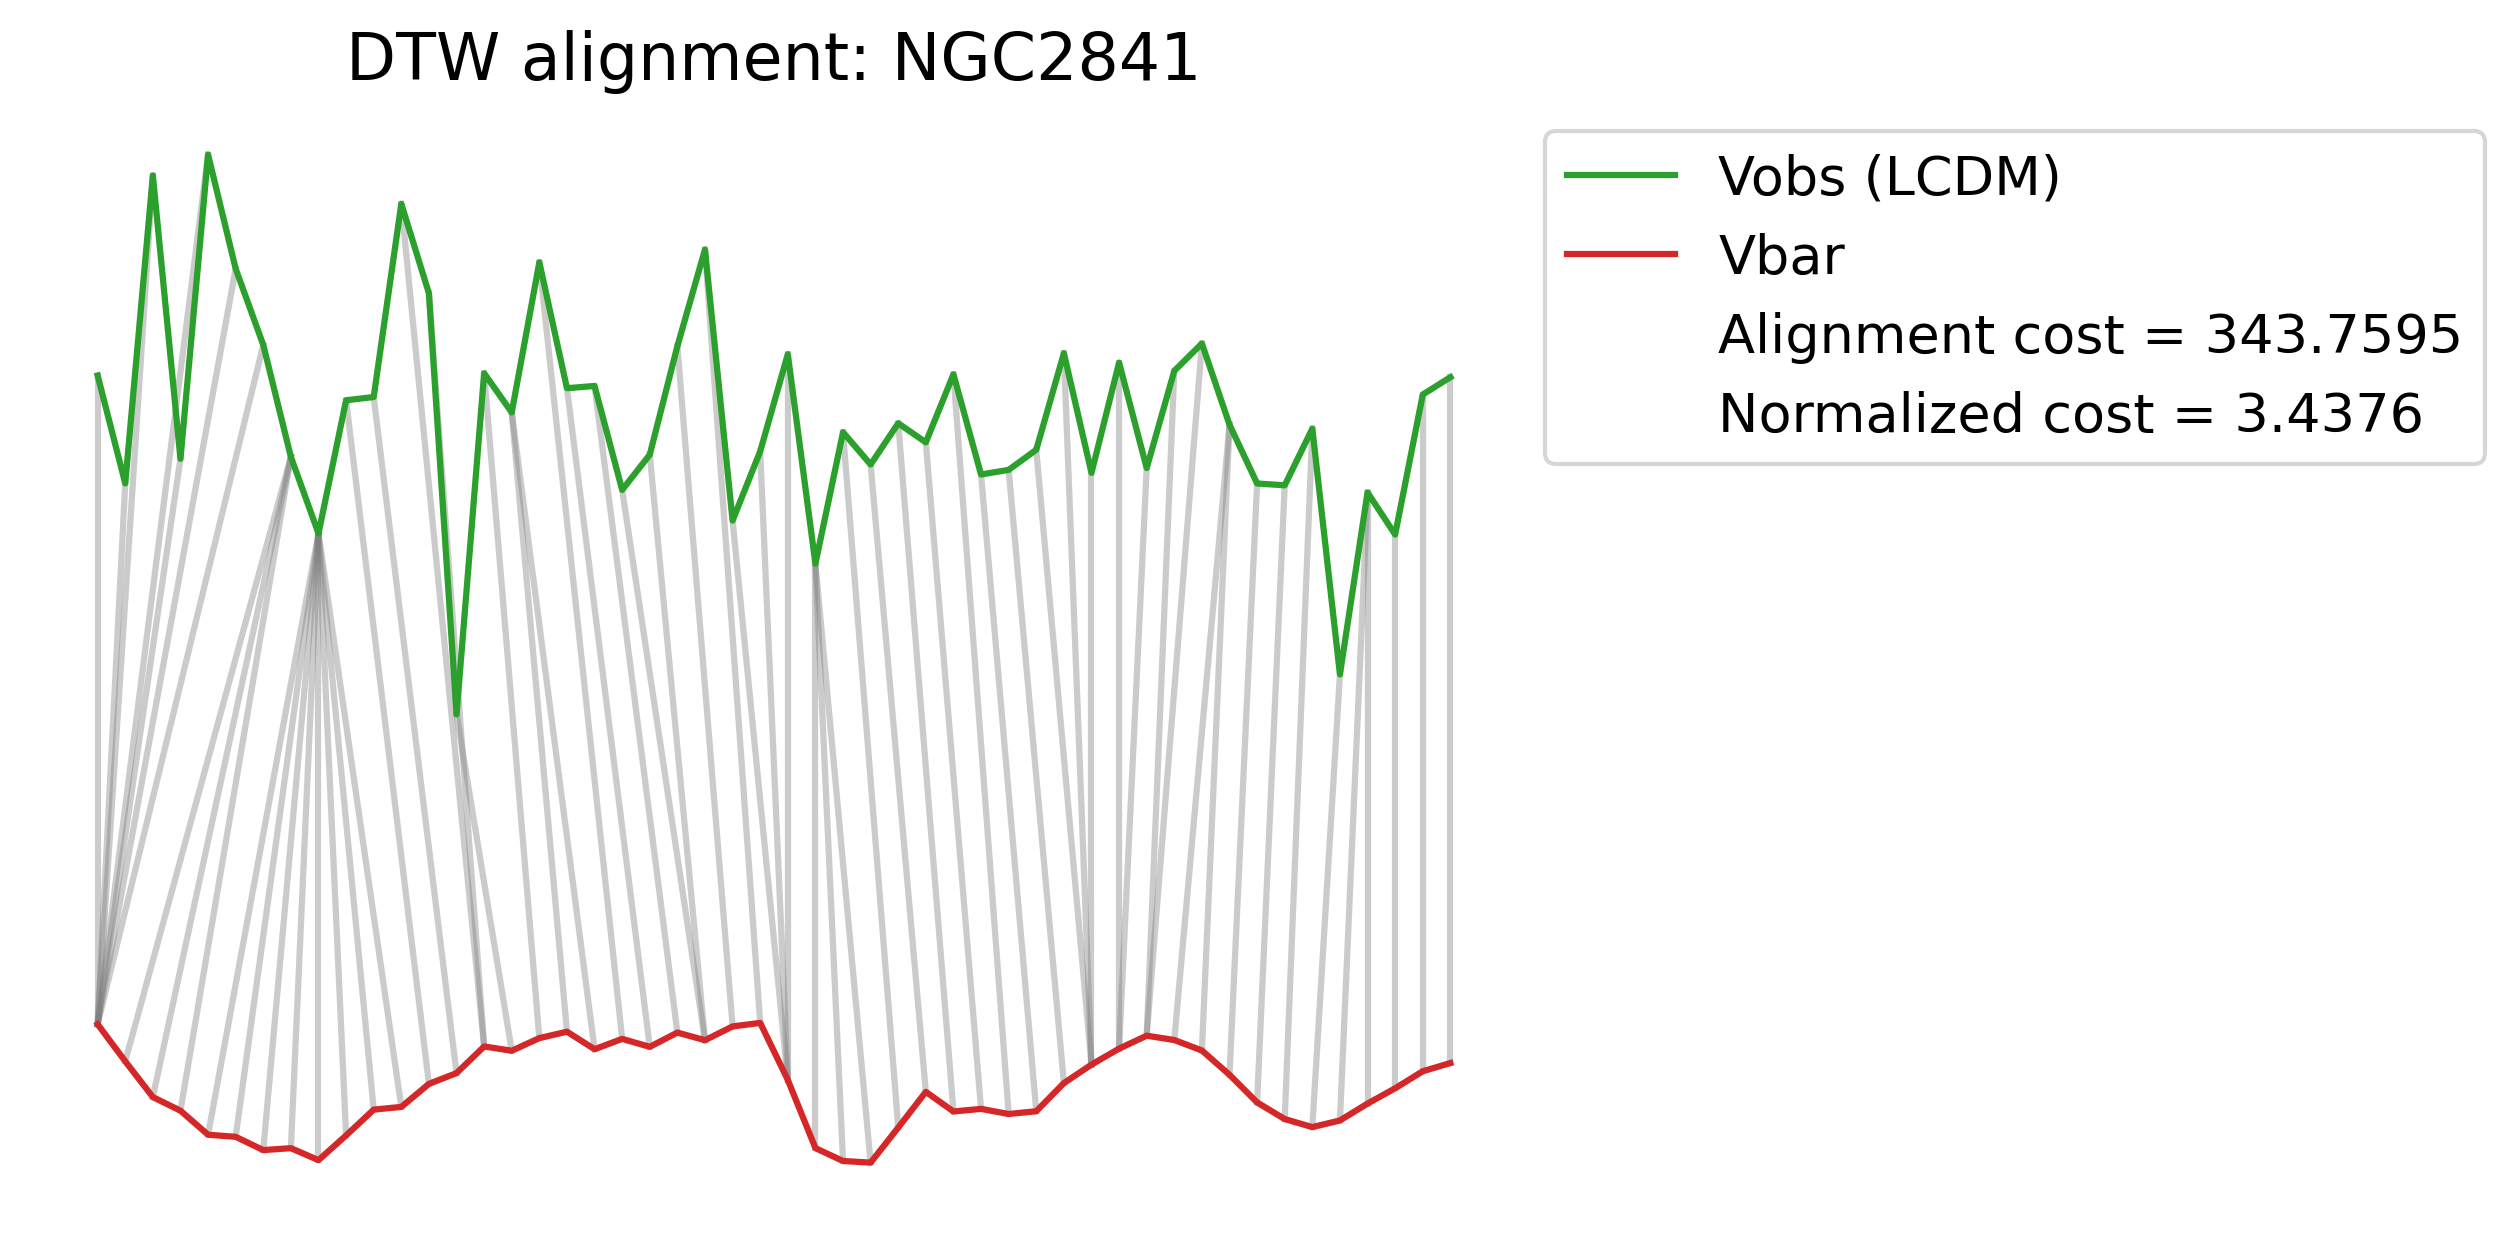 DTW alignment: NGC2841
Vobs (LCDM)
Vbar
Alignment cost = 343.7595
Normalized cost = 3.4376